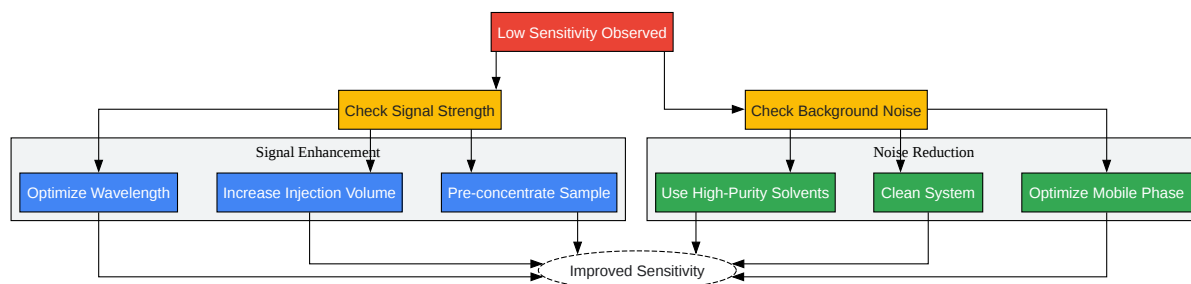 Low Sensitivity Observed
Check Signal Strength
Check Background Noise
Signal Enhancement
Noise Reduction
Optimize Wavelength
Increase Injection Volume
Pre-concentrate Sample
Use High-Purity Solvents
Clean System
Optimize Mobile Phase
Improved Sensitivity